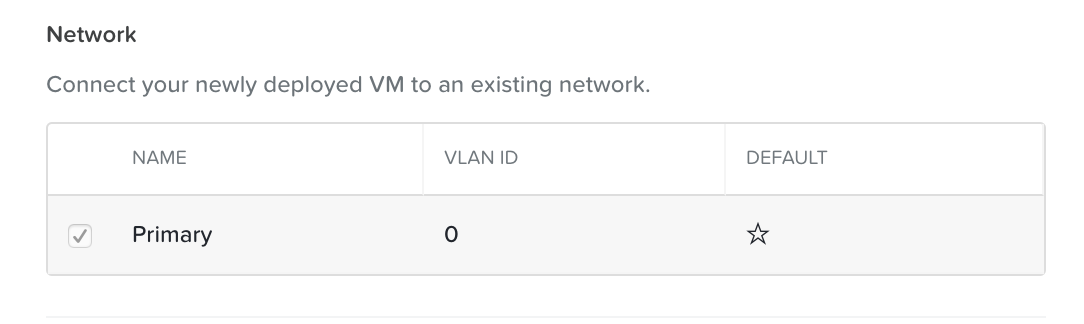 Network
Connect your newly deployed VM to an existing network.
NAME VLAN ID DEFAULT
Primary 0